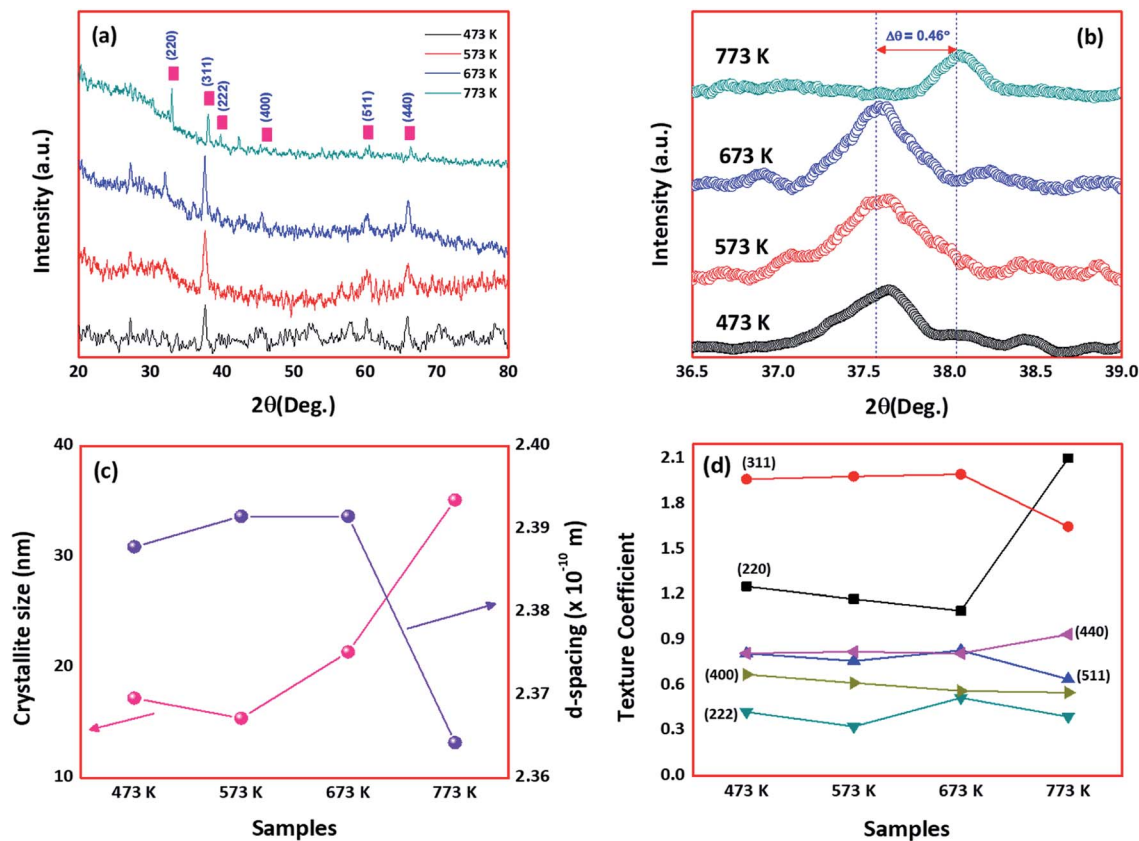 (a)
(220)
(311)
(222)
(400)
(511)
(440)
473 K
573 K
673 K
773 K
Intensity (a.u.)
20 30 40 50 60 70 80
2θ(Deg.)
(b)
Δθ = 0.46°
773 K
673 K
573 K
473 K
Intensity (a.u.)
36.5 37.0 37.5 38.0 38.5 39.0
2θ(Deg.)
(c)
40
30
20
10
Crystallite size (nm)
2.40
2.39
2.38
2.37
2.36
d-spacing (x 10⁻¹⁰ m)
473 K 573 K 673 K 773 K
Samples
(d)
2.1
1.8
1.5
1.2
0.9
0.6
0.3
0.0
Texture Coefficient
(311)
(220)
(440)
(400)
(511)
(222)
473 K 573 K 673 K 773 K
Samples